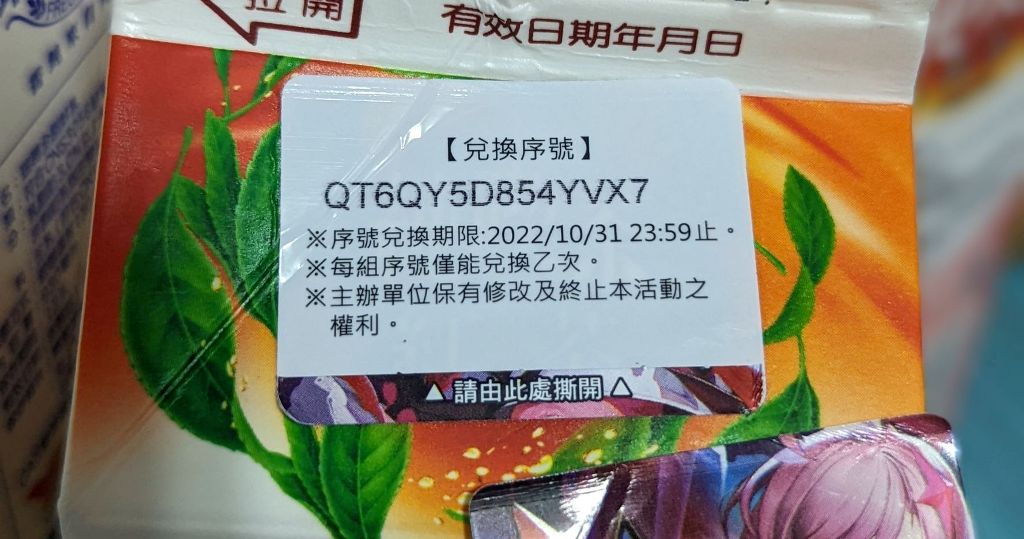 拉開
有效日期年月日
【兌換序號】
QT6QY5D854YVX7
※序號兌換期限:2022/10/31 23:59止。
※每組序號僅能兌換乙次。
※主辦單位保有修改及終止本活動之
權利。
△請由此處撕開△